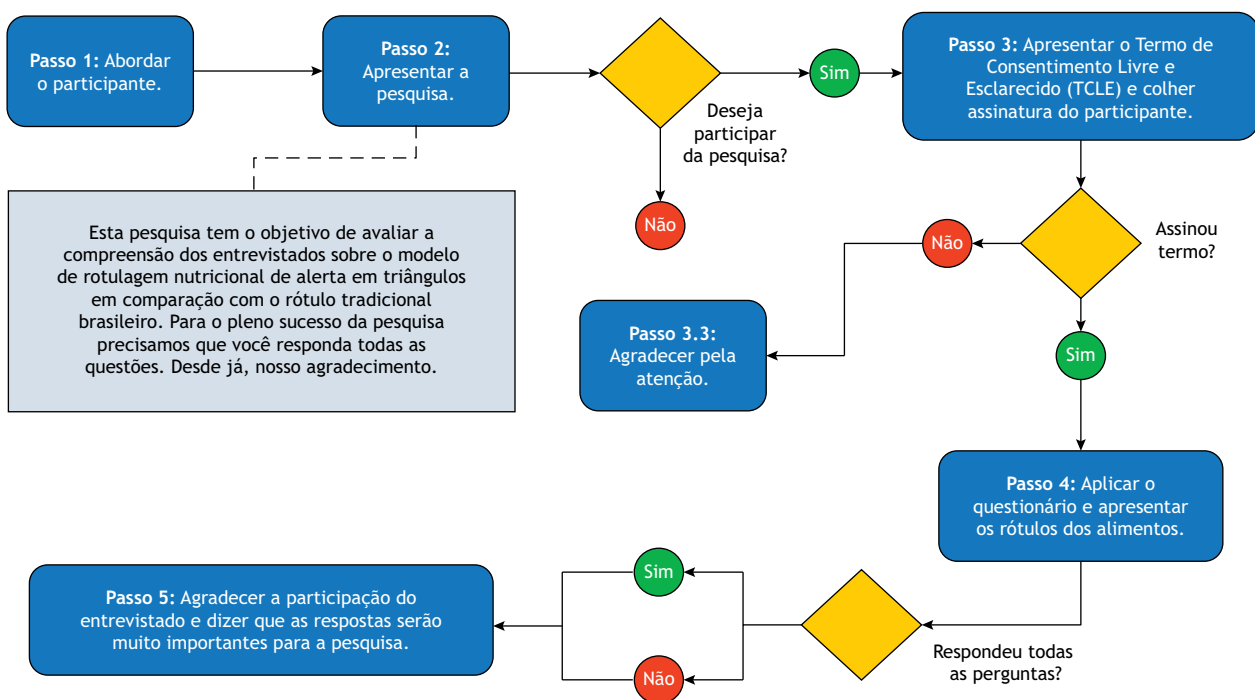 Passo 1: Abordar
o participante.
Passo 2:
Apresentar a
pesquisa.
Deseja
participar
da pesquisa?
Sim
Não
Passo 3: Apresentar o Termo de
Consentimento Livre e
Esclarecido (TCLE) e colher
assinatura do participante.
Esta pesquisa tem o objetivo de avaliar a
compreensão dos entrevistados sobre o modelo
de rotulagem nutricional de alerta em triângulos
em comparação com o rótulo tradicional
brasileiro. Para o pleno sucesso da pesquisa
precisamos que você responda todas as
questões. Desde já, nosso agradecimento.
Assinou
termo?
Não
Passo 3.3:
Agradecer pela
atenção.
Sim
Passo 4: Aplicar o
questionário e apresentar
os rótulos dos alimentos.
Respondeu todas
as perguntas?
Sim
Não
Passo 5: Agradecer a participação do
entrevistado e dizer que as respostas serão
muito importantes para a pesquisa.